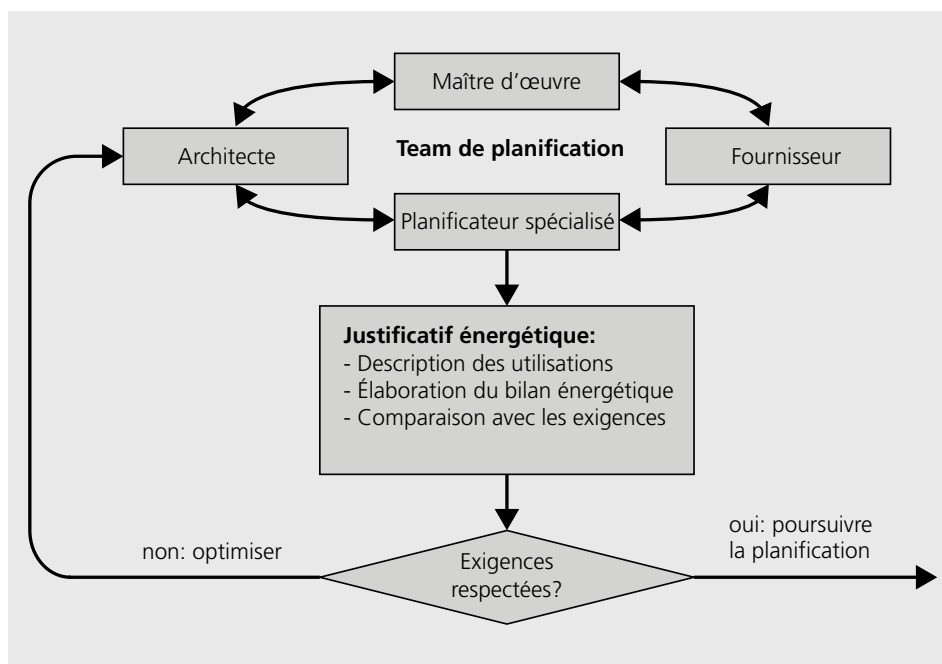 Maître d’œuvre
Architecte
Team de planification
Fournisseur
Planificateur spécialisé
Justificatif énergétique:
- Description des utilisations
- Élaboration du bilan énergétique
- Comparaison avec les exigences
non: optimiser
Exigences
respectées?
oui: poursuivre
la planification